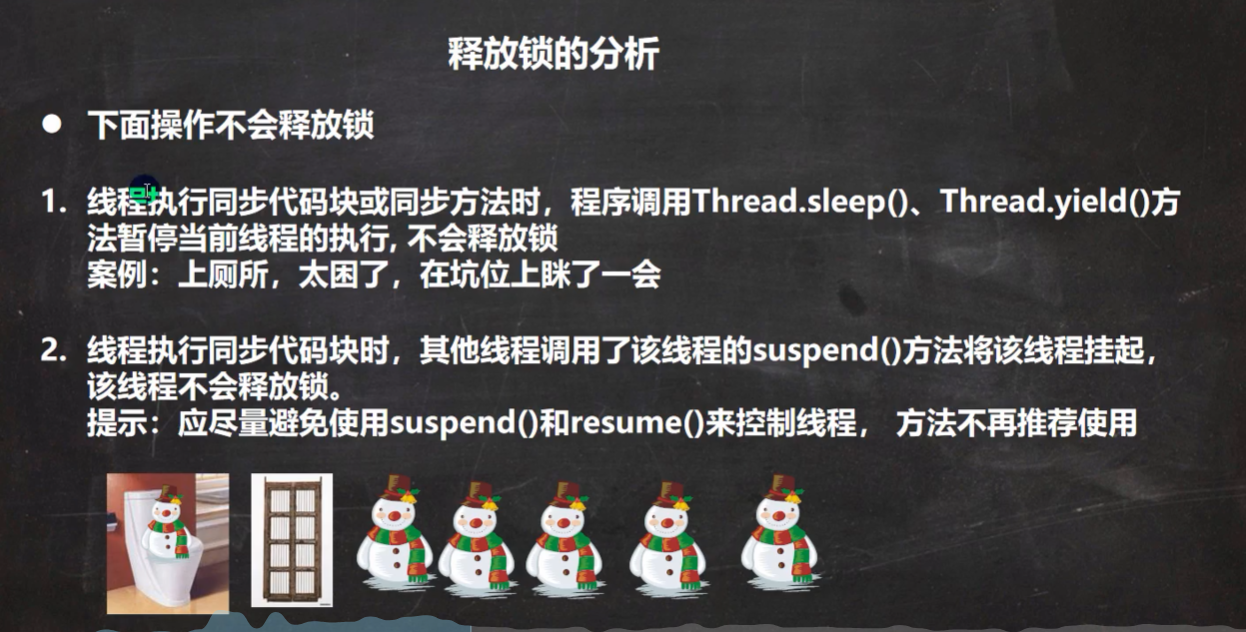 释放锁的分析
● 下面操作不会释放锁
1. 线程执行同步代码块或同步方法时，程序调用Thread.sleep()、Thread.yield()方
法暂停当前线程的执行, 不会释放锁
案例：上厕所，太困了，在坑位上眯了一会
2. 线程执行同步代码块时，其他线程调用了该线程的suspend()方法将该线程挂起，
该线程不会释放锁。
提示：应尽量避免使用suspend()和resume()来控制线程， 方法不再推荐使用